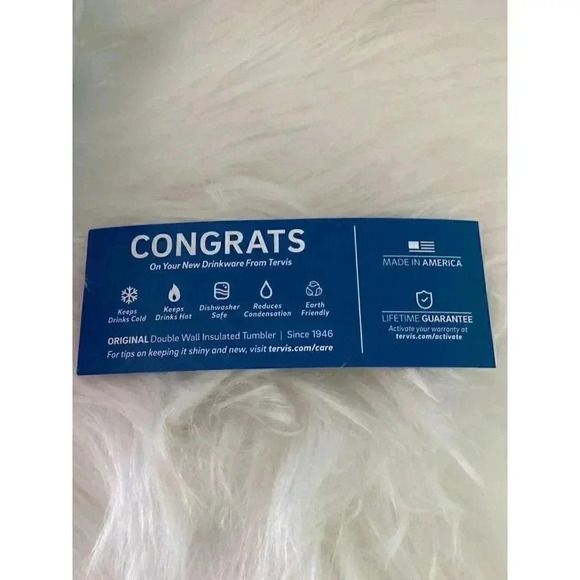 CONGRATS
On Your New Drinkware From Tervis
Keeps Drinks Cold
Keeps Drinks Hot
Dishwasher Safe
Reduces Condensation
Earth Friendly
ORIGINAL Double Wall Insulated Tumbler | Since 1946
For tips on keeping it shiny and new, visit tervis.com/care
MADE IN AMERICA
LIFETIME GUARANTEE
Activate your warranty at
tervis.com/activate